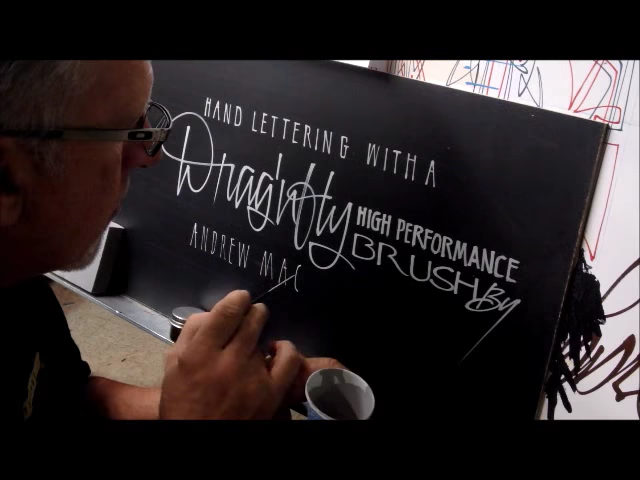 HAND LETTERING WITH A
Dragonfly HIGH PERFORMANCE
BRUSH By
ANDREW MAC